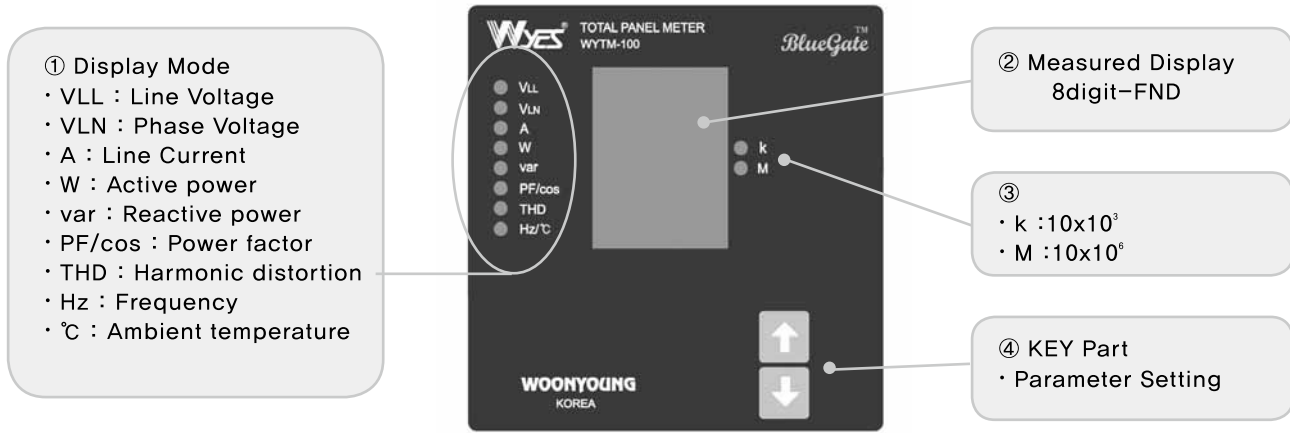 ① Display Mode
· VLL : Line Voltage
· VLN : Phase Voltage
· A : Line Current
· W : Active power
· var : Reactive power
· PF/cos : Power factor
· THD : Harmonic distortion
· Hz : Frequency
· ℃ : Ambient temperature
WYES® TOTAL PANEL METER
WYTM-100
BlueGate™
VLL
VLN
A
W
var
PF/cos
THD
Hz/℃
k
M
WOONYOUNG
KOREA
② Measured Display
8digit-FND
③
· k :10x10³
· M :10x10⁶
④ KEY Part
· Parameter Setting